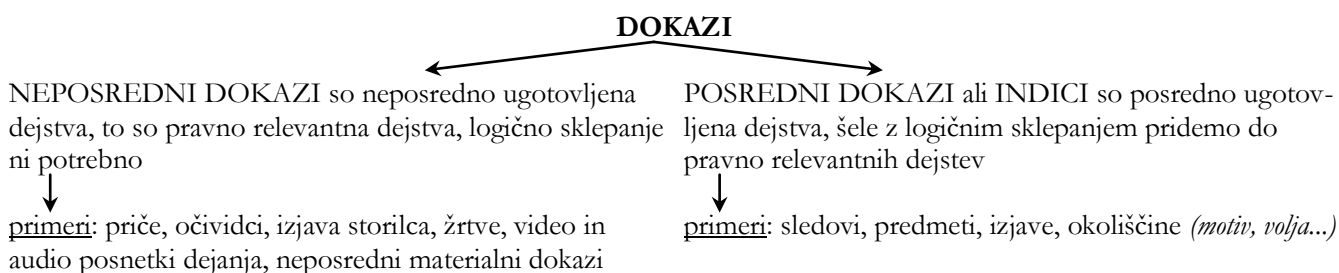 DOKAZI
NEPOSREDNI DOKAZI so neposredno ugotovljena
dejstva, to so pravno relevantna dejstva, logično sklepanje
ni potrebno
primeri: priče, očividci, izjava storilca, žrtve, video in
audio posnetki dejanja, neposredni materialni dokazi
POSREDNI DOKAZI ali INDICI so posredno ugotov-
ljena dejstva, šele z logičnim sklepanjem pridemo do
pravno relevantnih dejstev
primeri: sledovi, predmeti, izjave, okoliščine (motiv, volja...)